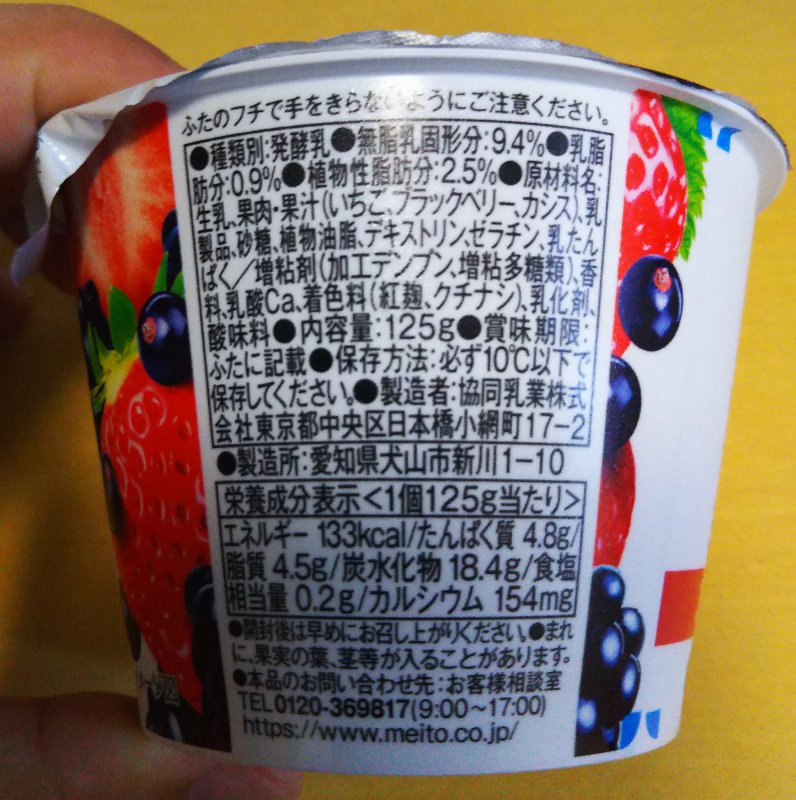 ふたのフチで手をきらないようにご注意ください。
●種類別:発酵乳●無脂乳固形分:9.4%●乳脂
肪分:0.9%●植物性脂肪分:2.5%●原材料名:
生乳、果肉・果汁(いちご、ブラックベリー、カシス)、乳
製品、砂糖、植物油脂、デキストリン、ゼラチン、乳たん
ぱく/増粘剤(加工デンプン、増粘多糖類)、香
料、乳酸Ca、着色料(紅麹、クチナシ)、乳化剤、
酸味料●内容量:125g●賞味期限:
ふたに記載●保存方法:必ず10℃以下で
保存してください。●製造者:協同乳業株式
会社東京都中央区日本橋小網町17-2
●製造所:愛知県犬山市新川1-10
栄養成分表示<1個125g当たり>
エネルギー 133kcal/たんぱく質 4.8g/
脂質 4.5g/炭水化物 18.4g/食塩
相当量 0.2g/カルシウム 154mg
●開封後は早めにお召し上がりください。●まれ
に、果実の葉、茎等が入ることがあります。
●本品のお問い合わせ先:お客様相談室
TEL 0120-369817(9:00~17:00)
https://www.meito.co.jp/